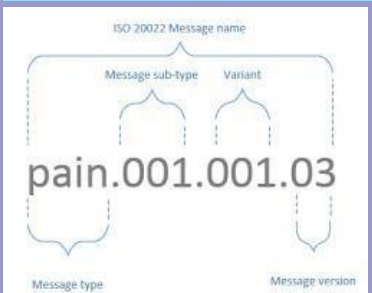 ISO 20022 Message name
Message sub-type Variant
pain.001.001.03
Message type Message version